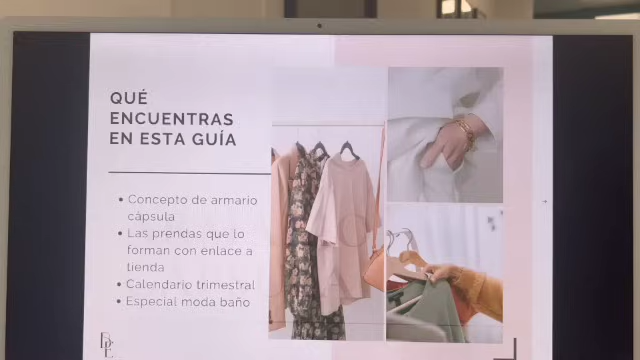 QUÉ
ENCUENTRAS
EN ESTA GUÍA
• Concepto de armario
cápsula
• Las prendas que lo
forman con enlace a
tienda
• Calendario trimestral
• Especial moda baño